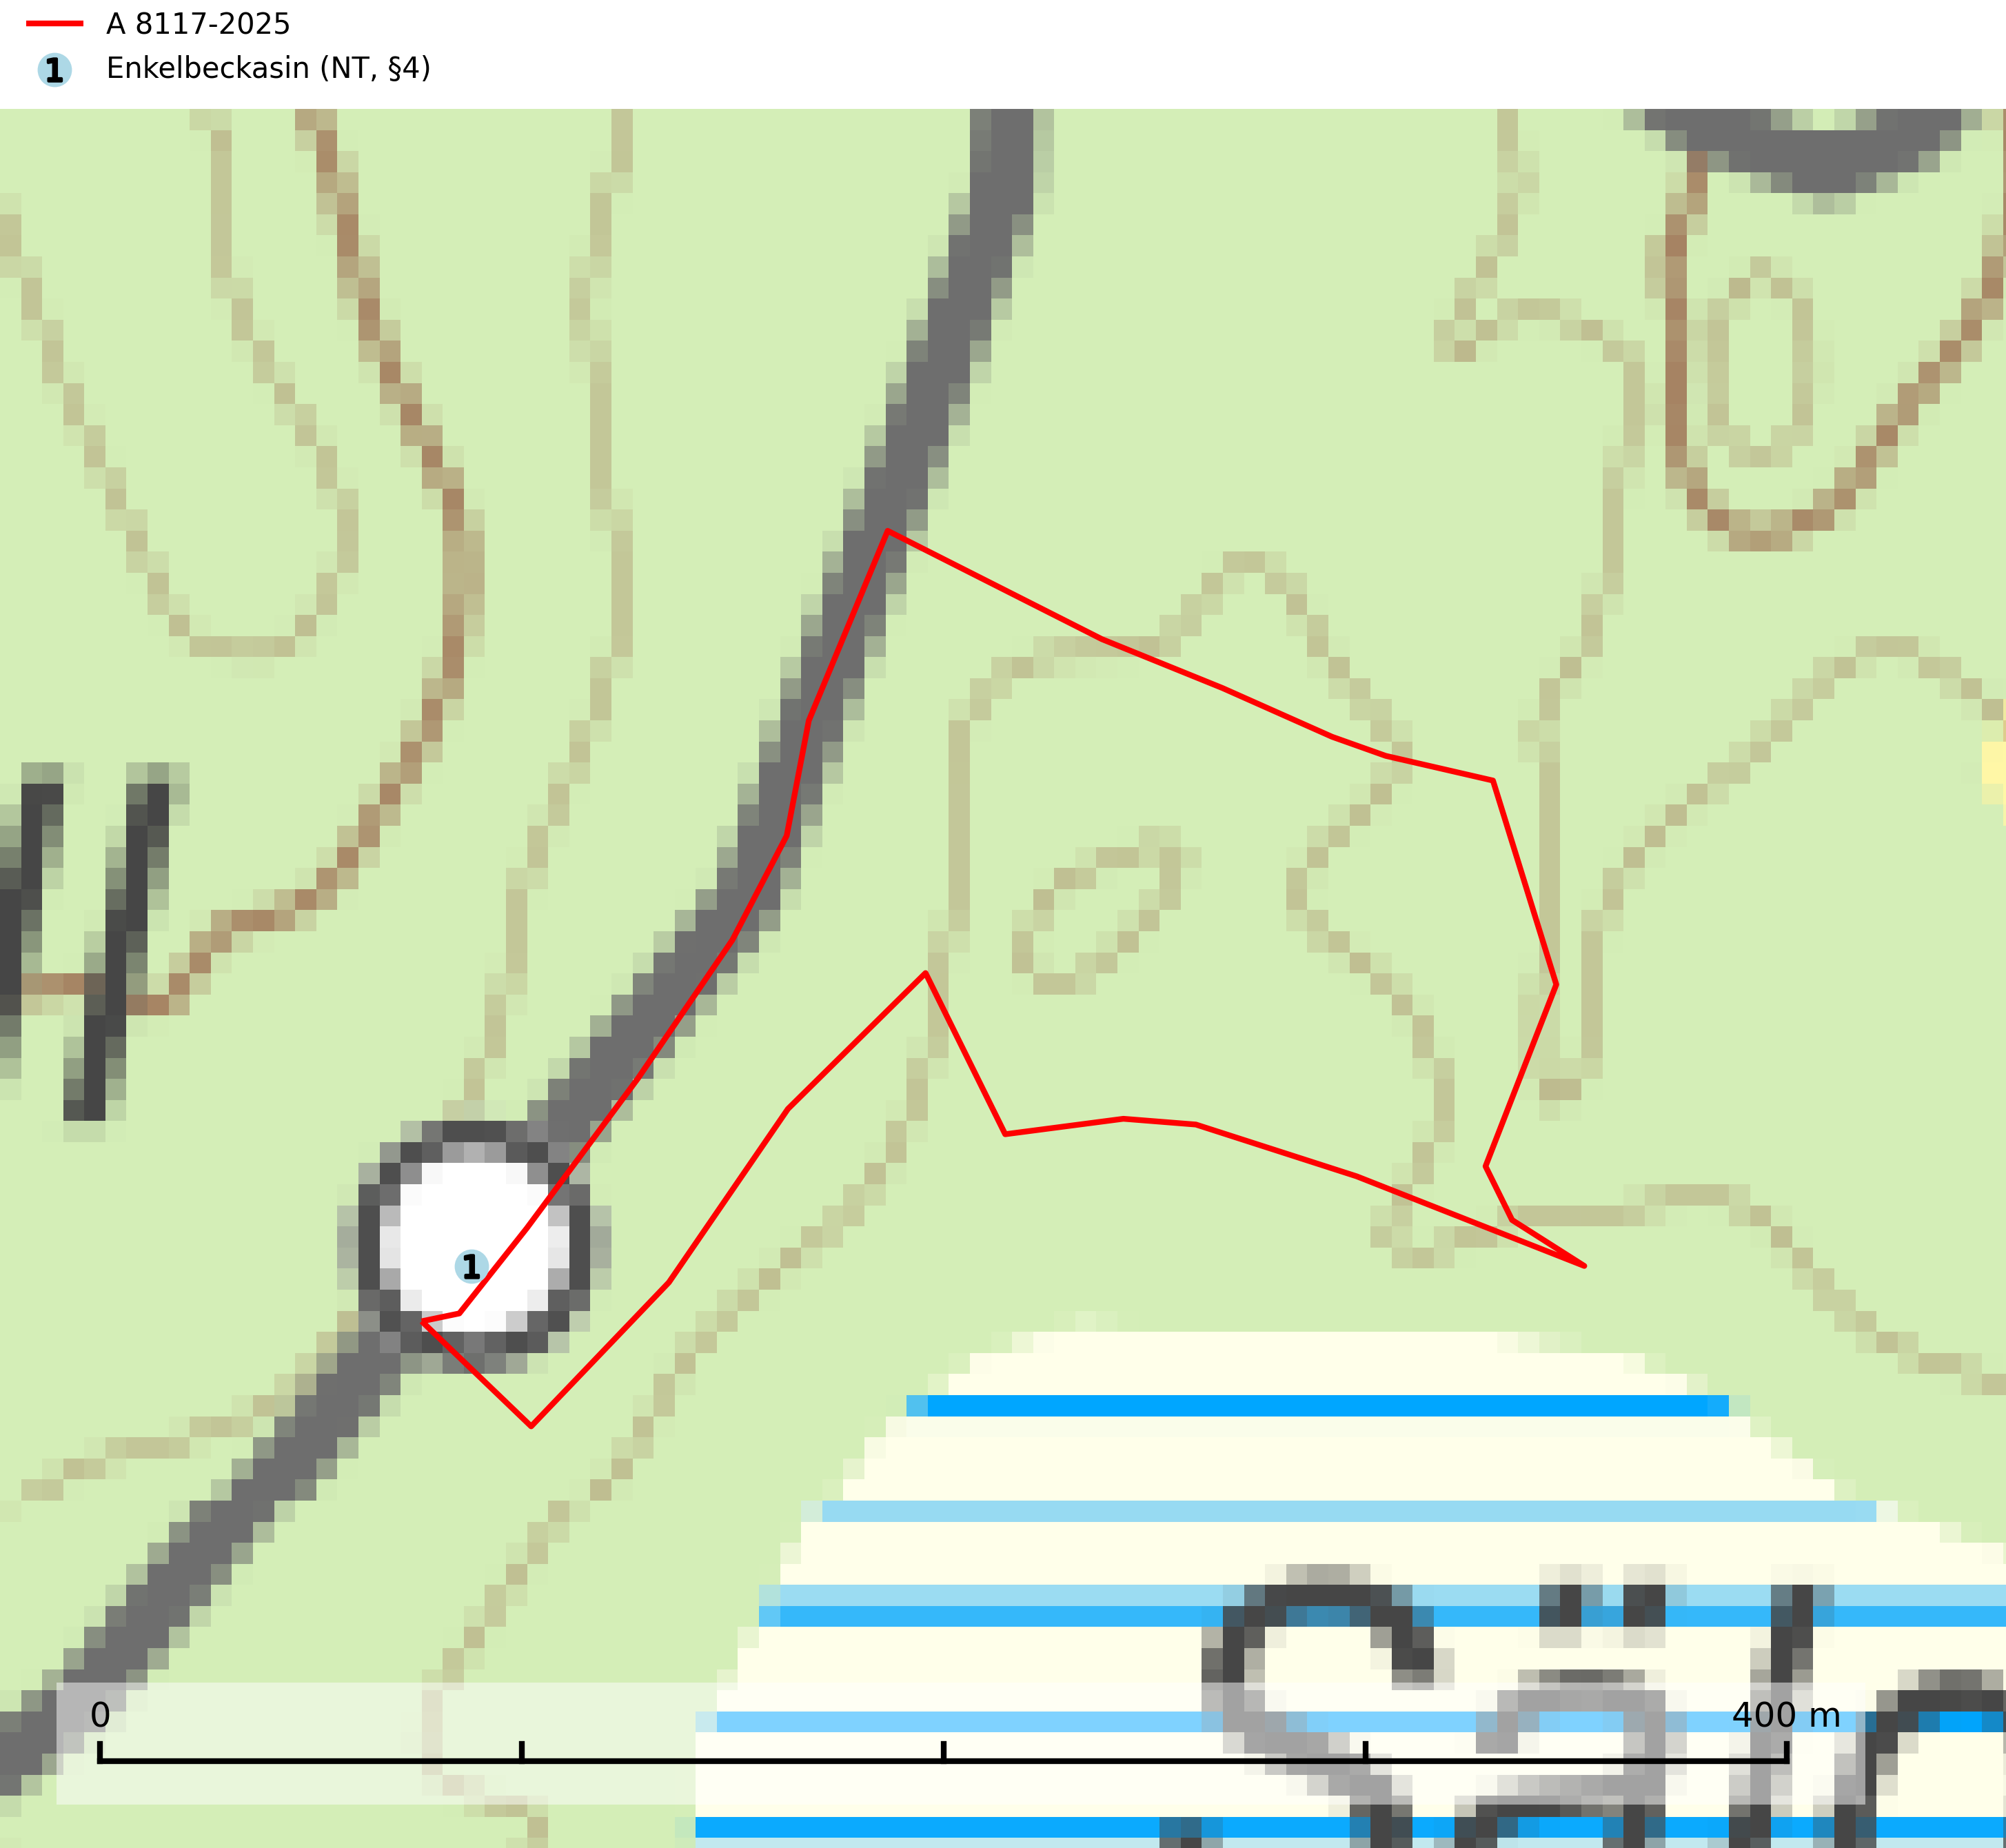 A 8117-2025
1 Enkelbeckasin (NT, §4)
1
0 400 m